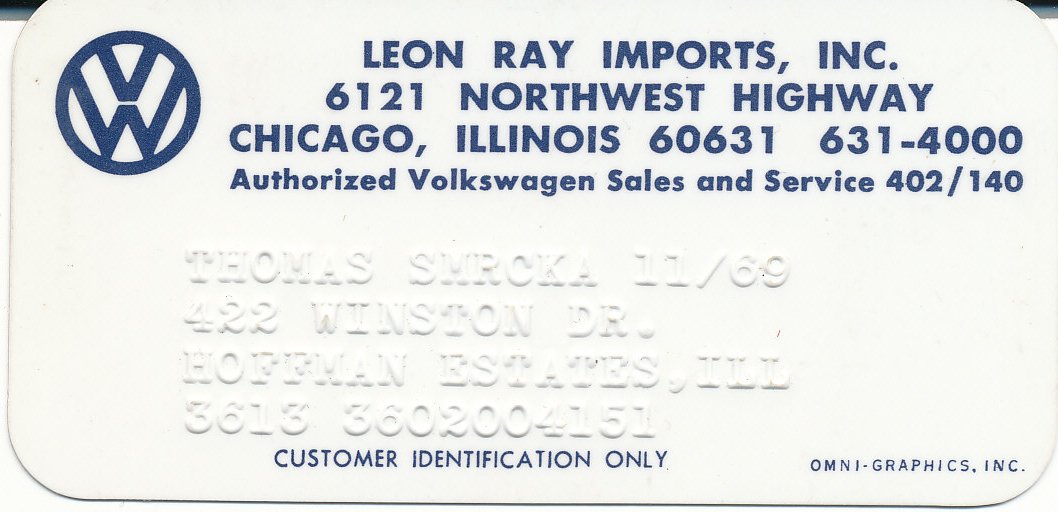 LEON RAY IMPORTS, INC.
6121 NORTHWEST HIGHWAY
CHICAGO, ILLINOIS 60631 631-4000
Authorized Volkswagen Sales and Service 402/140
THOMAS SMRCKA 11/69
422 WINSTON DR.
HOFFMAN ESTATES, ILL
3613 3602004151
CUSTOMER IDENTIFICATION ONLY
OMNI-GRAPHICS, INC.